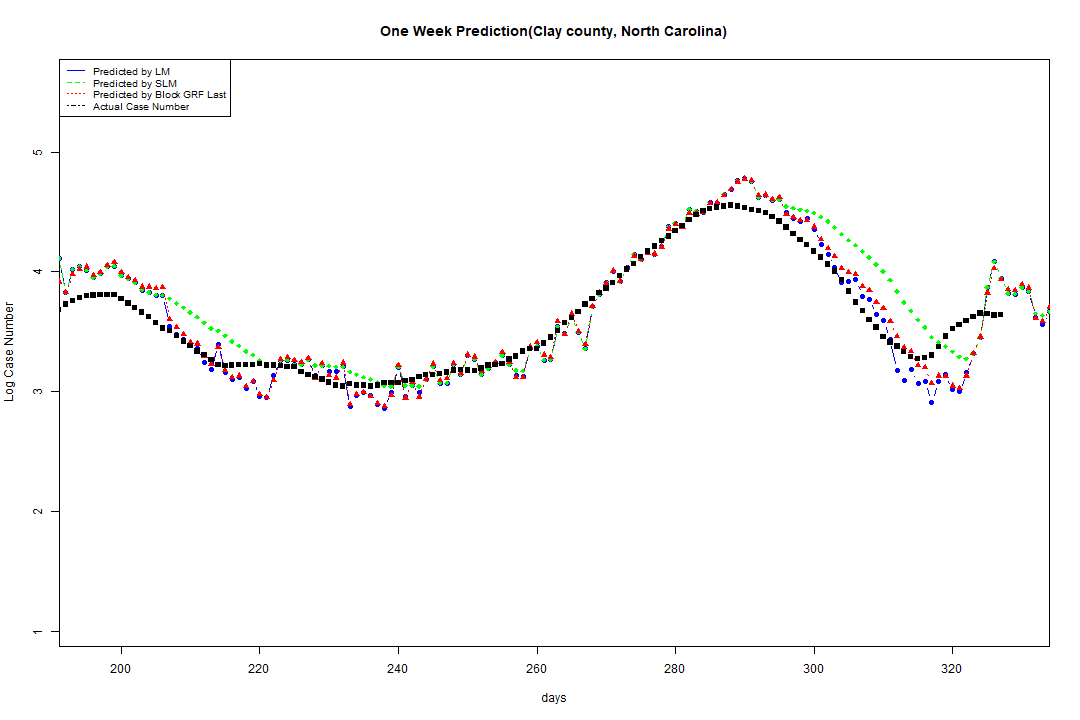 One Week Prediction(Clay county, North Carolina)
Predicted by LM
Predicted by SLM
Predicted by Block GRF Last
Actual Case Number
Log Case Number
5
4
3
2
1
200 220 240 260 280 300 320
days